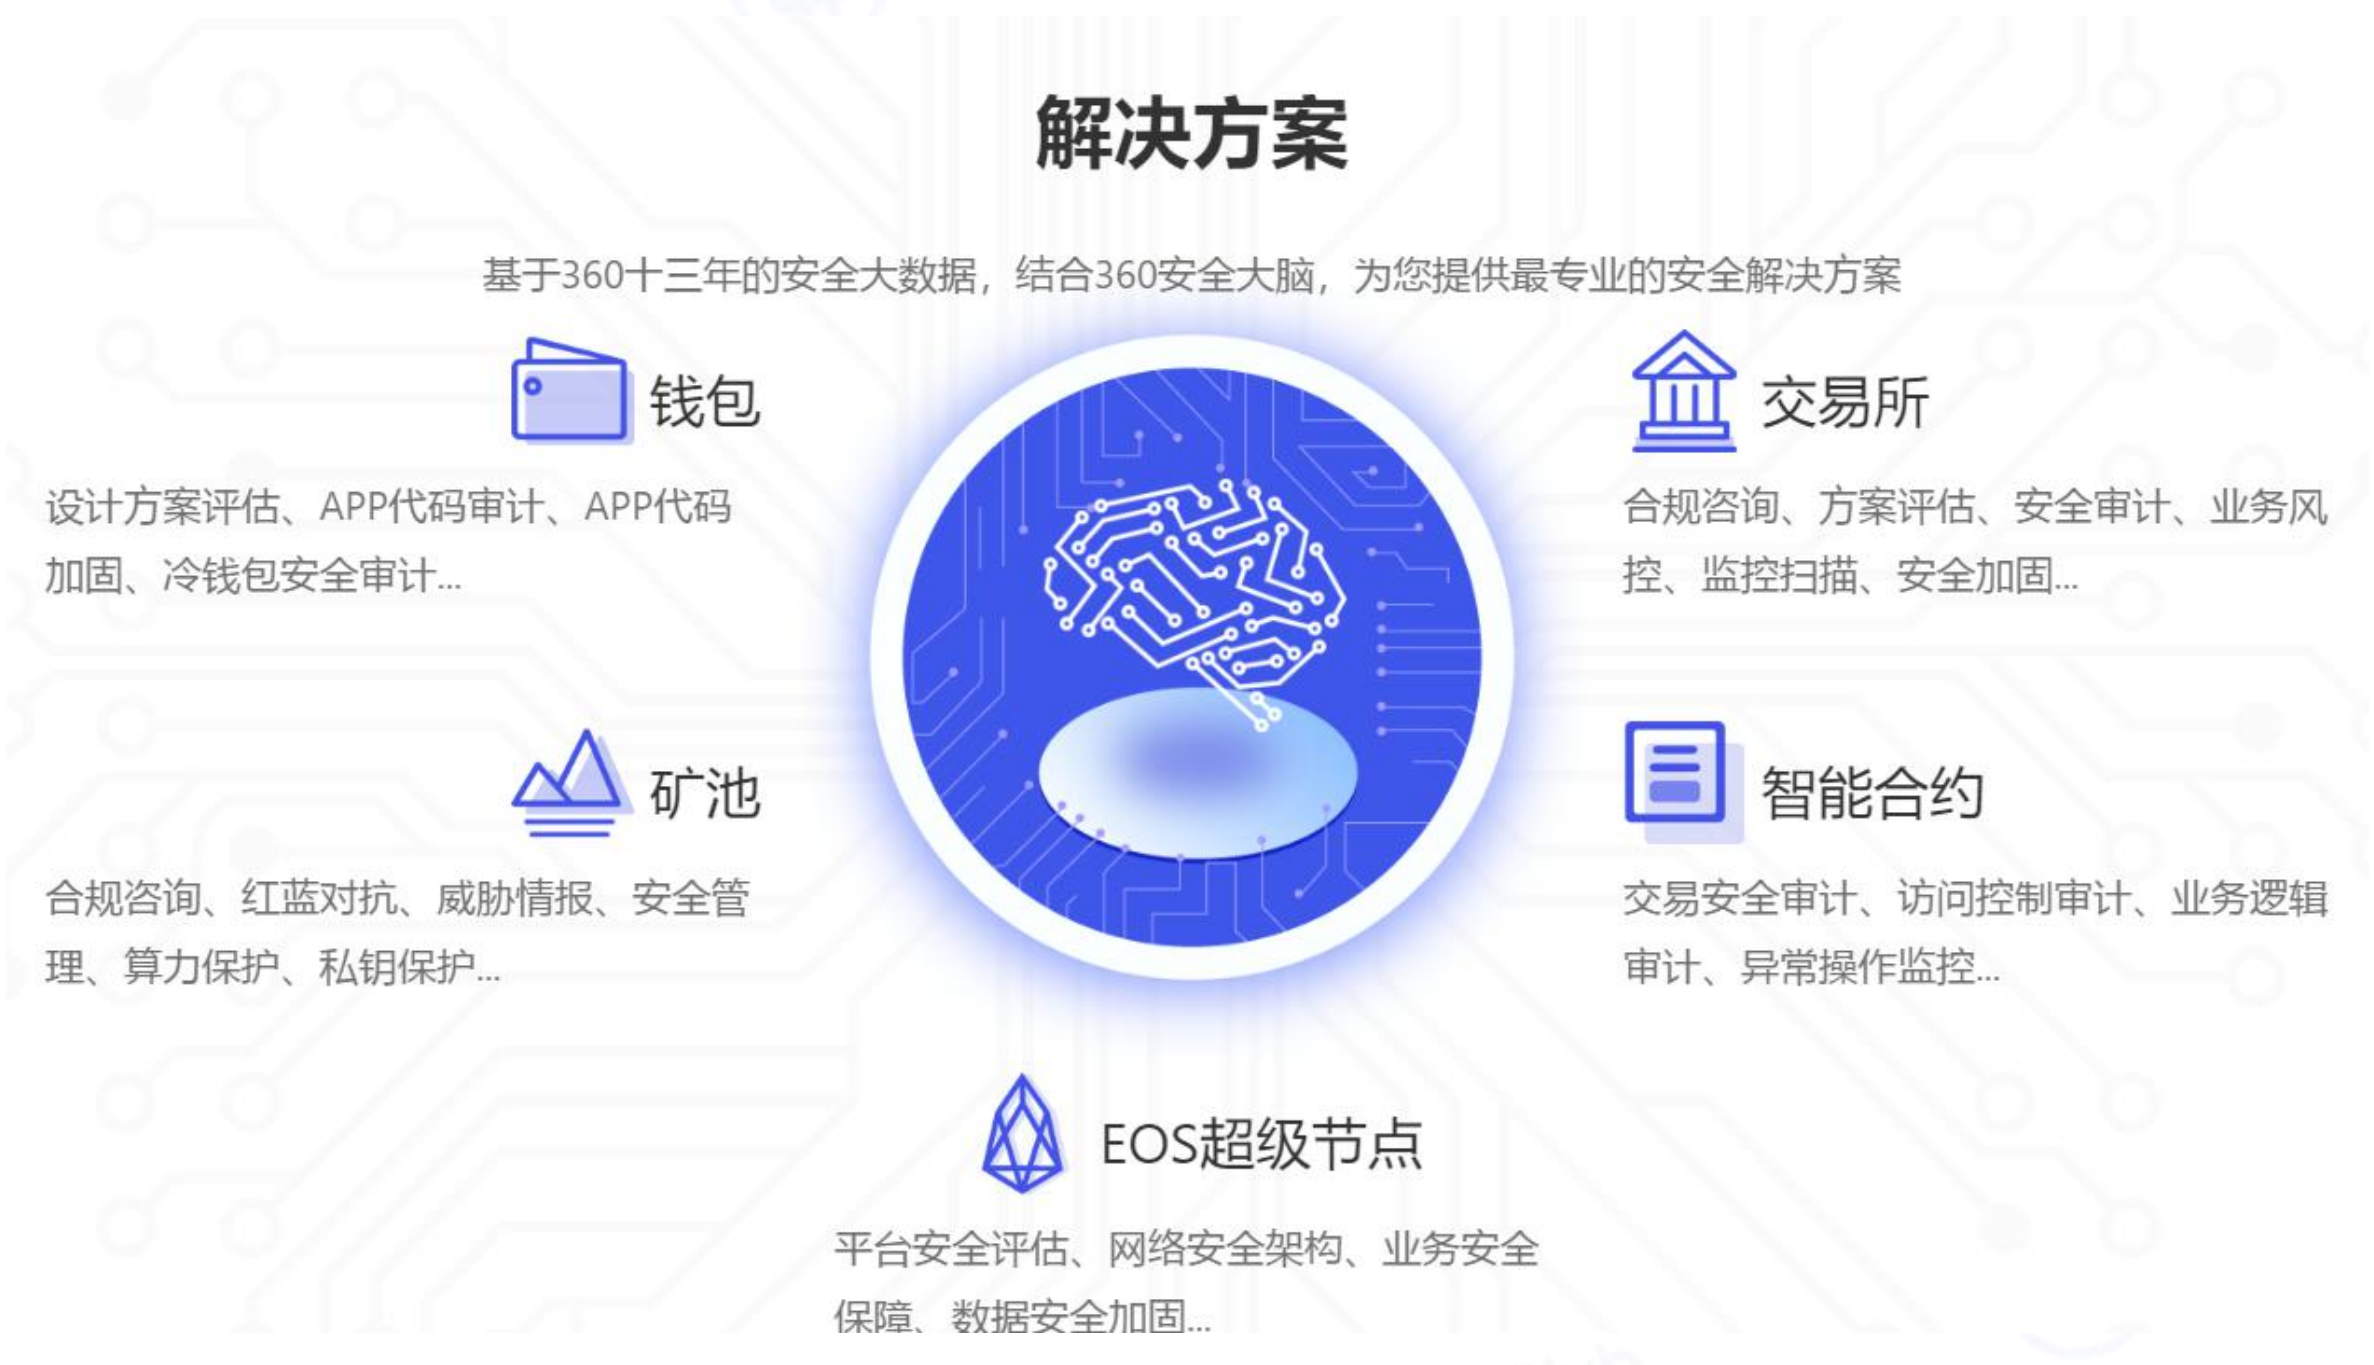 解决方案
基于360十三年的安全大数据，结合360安全大脑，为您提供最专业的安全解决方案
钱包
设计方案评估、APP代码审计、APP代码
加固、冷钱包安全审计...
交易所
合规咨询、方案评估、安全审计、业务风
控、监控扫描、安全加固...
矿池
合规咨询、红蓝对抗、威胁情报、安全管
理、算力保护、私钥保护...
智能合约
交易安全审计、访问控制审计、业务逻辑
审计、异常操作监控...
EOS超级节点
平台安全评估、网络安全架构、业务安全
保障、数据安全加固...